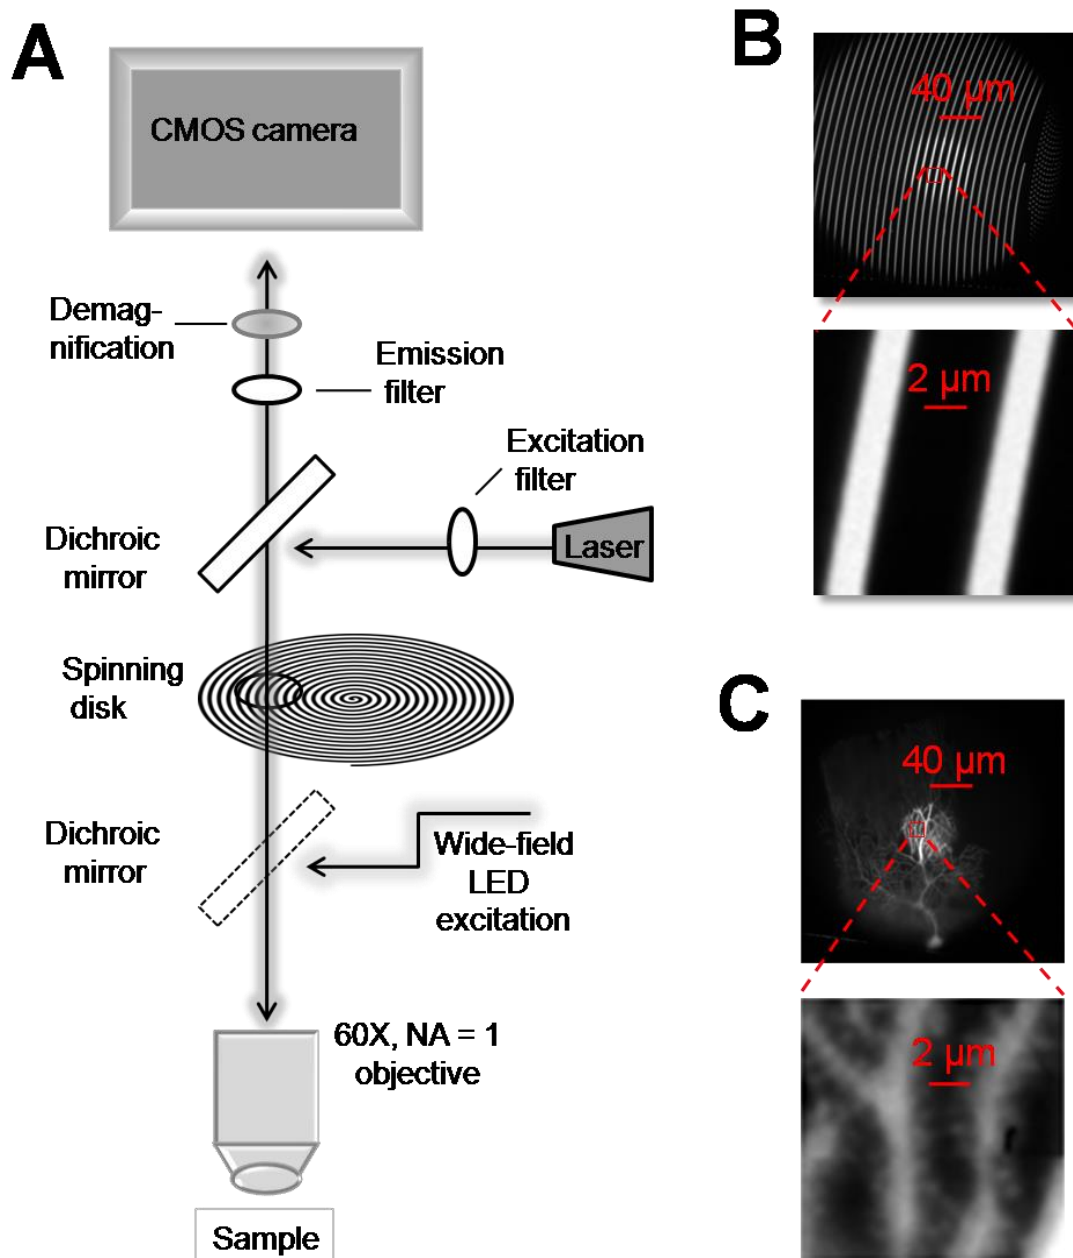 A
CMOS camera
Demag-
nification
Emission
filter
Excitation
filter
Laser
Dichroic
mirror
Spinning
disk
Dichroic
mirror
Wide-field
LED
excitation
60X, NA = 1
objective
Sample
B
40 µm
2 µm
C
40 µm
2 µm